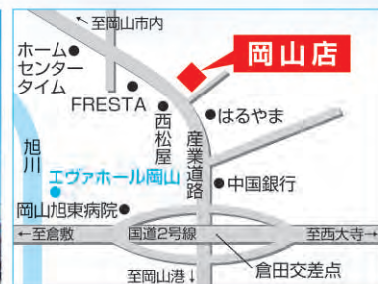 ↖至岡山市内
岡山店
ホーム
センター
タイム
FRESTA
西松屋
はるやま
産業道路
旭川
エヴァホール岡山
中国銀行
岡山旭東病院
←至倉敷
国道2号線
至西大寺→
至岡山港↓
倉田交差点